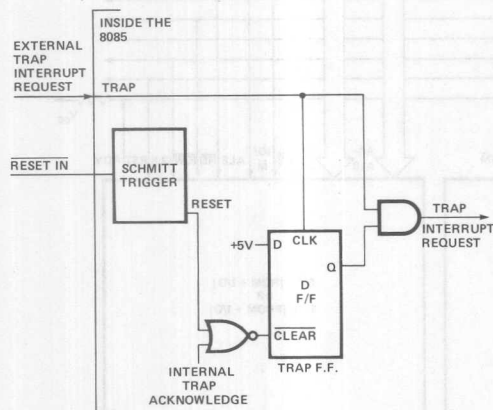 INSIDE THE
8085
EXTERNAL
TRAP
INTERRUPT
REQUEST
TRAP
RESET IN
SCHMITT
TRIGGER
RESET
+5V
D
CLK
Q
D
F/F
CLEAR
TRAP F.F.
INTERNAL
TRAP
ACKNOWLEDGE
TRAP
INTERRUPT
REQUEST